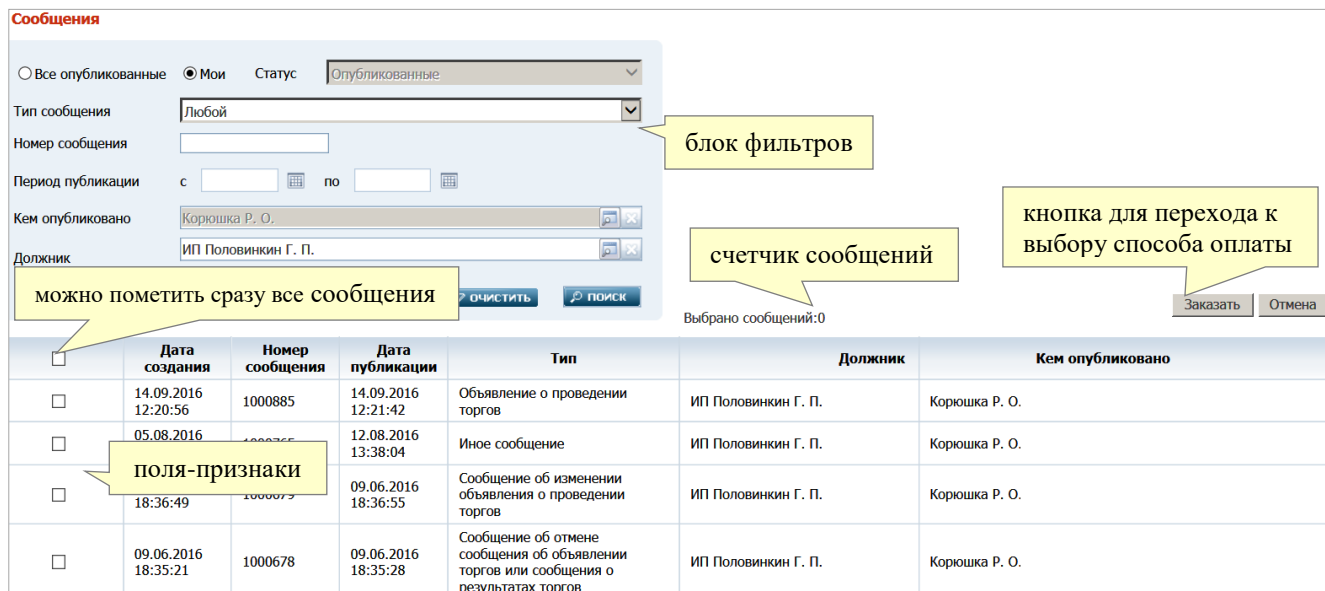 Сообщения
Все опубликованные Мои Статус Опубликованные
Тип сообщения Любой
Номер сообщения
блок фильтров
Период публикации с по
Кем опубликовано Корюшка Р. О.
Должник ИП Половинкин Г. П.
кнопка для перехода к
выбору способа оплаты
счетчик сообщений
можно пометить сразу все сообщения
ОЧИСТИТЬ ПОИСК
Заказать Отмена
Выбрано сообщений:0
Дата Номер Дата Тип Должник Кем опубликовано
создания сообщения публикации
14.09.2016 1000885 14.09.2016 Объявление о проведении ИП Половинкин Г. П. Корюшка Р. О.
12:20:56 12:21:42 торгов
05.08.2016 12.08.2016 Иное сообщение ИП Половинкин Г. П. Корюшка Р. О.
13:38:04
поля-признаки
Сообщение об изменении
09.06.2016 объявления о проведении ИП Половинкин Г. П. Корюшка Р. О.
18:36:49 18:36:55 торгов
Сообщение об отмене
09.06.2016 1000678 09.06.2016 сообщения об объявлении ИП Половинкин Г. П. Корюшка Р. О.
18:35:21 18:35:28 торгов или сообщения о
результатах торгов